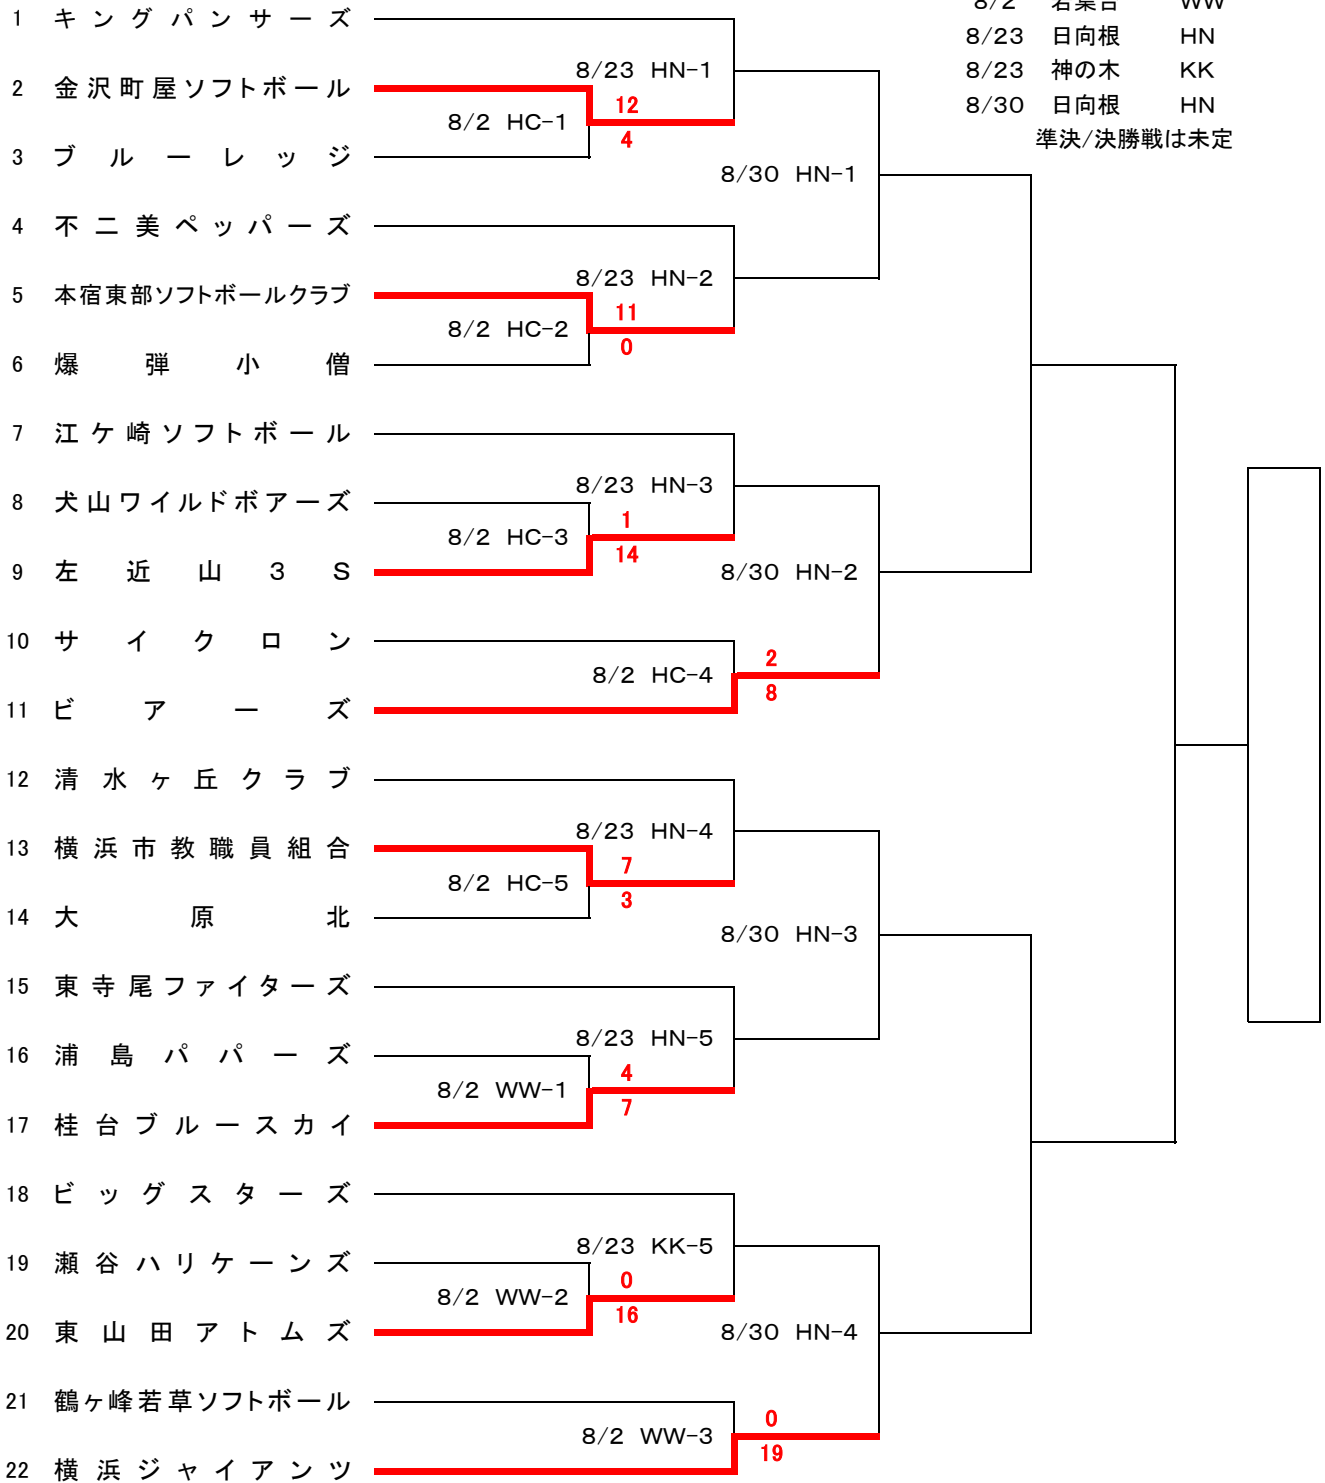 8/2 若葉台 WW
1 キングパンサーズ
8/23 日向根 HN
8/23 HN-1
8/23 神の木 KK
2 金沢町屋ソフトボール
12
8/30 日向根 HN
8/2 HC-1
4
準決/決勝戦は未定
3 ブルーレッジ
8/30 HN-1
4 不二美ペッパーズ
8/23 HN-2
5 本宿東部ソフトボールクラブ
11
8/2 HC-2
0
6 爆弾小僧
7 江ケ崎ソフトボール
8/23 HN-3
8 犬山ワイルドボアーズ
1
8/2 HC-3
14
9 左近山3S
8/30 HN-2
10 サイクロン
2
8/2 HC-4
8
11 ビアーズ
12 清水ヶ丘クラブ
8/23 HN-4
13 横浜市教職員組合
7
8/2 HC-5
3
14 大原北
8/30 HN-3
15 東寺尾ファイターズ
8/23 HN-5
16 浦島パパーズ
4
8/2 WW-1
7
17 桂台ブルースカイ
18 ビッグスターズ
8/23 KK-5
19 瀬谷ハリケーンズ
0
8/2 WW-2
16
20 東山田アトムズ
8/30 HN-4
21 鶴ヶ峰若草ソフトボール
0
8/2 WW-3
19
22 横浜ジャイアンツ